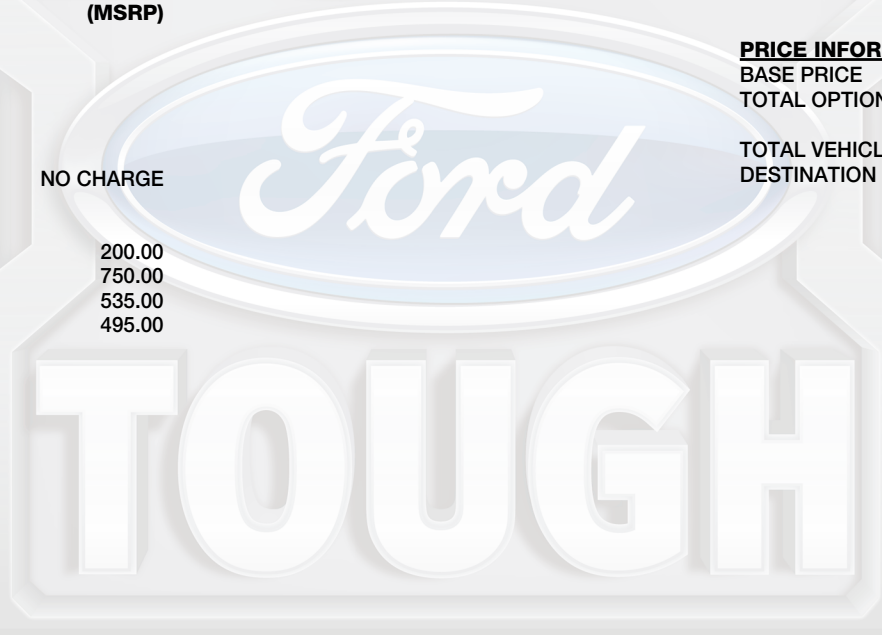 (MSRP)
NO CHARGE
200.00
750.00
535.00
495.00
PRICE INFOR
BASE PRICE
TOTAL OPTION
TOTAL VEHICL
DESTINATION
Ford
TOUGH